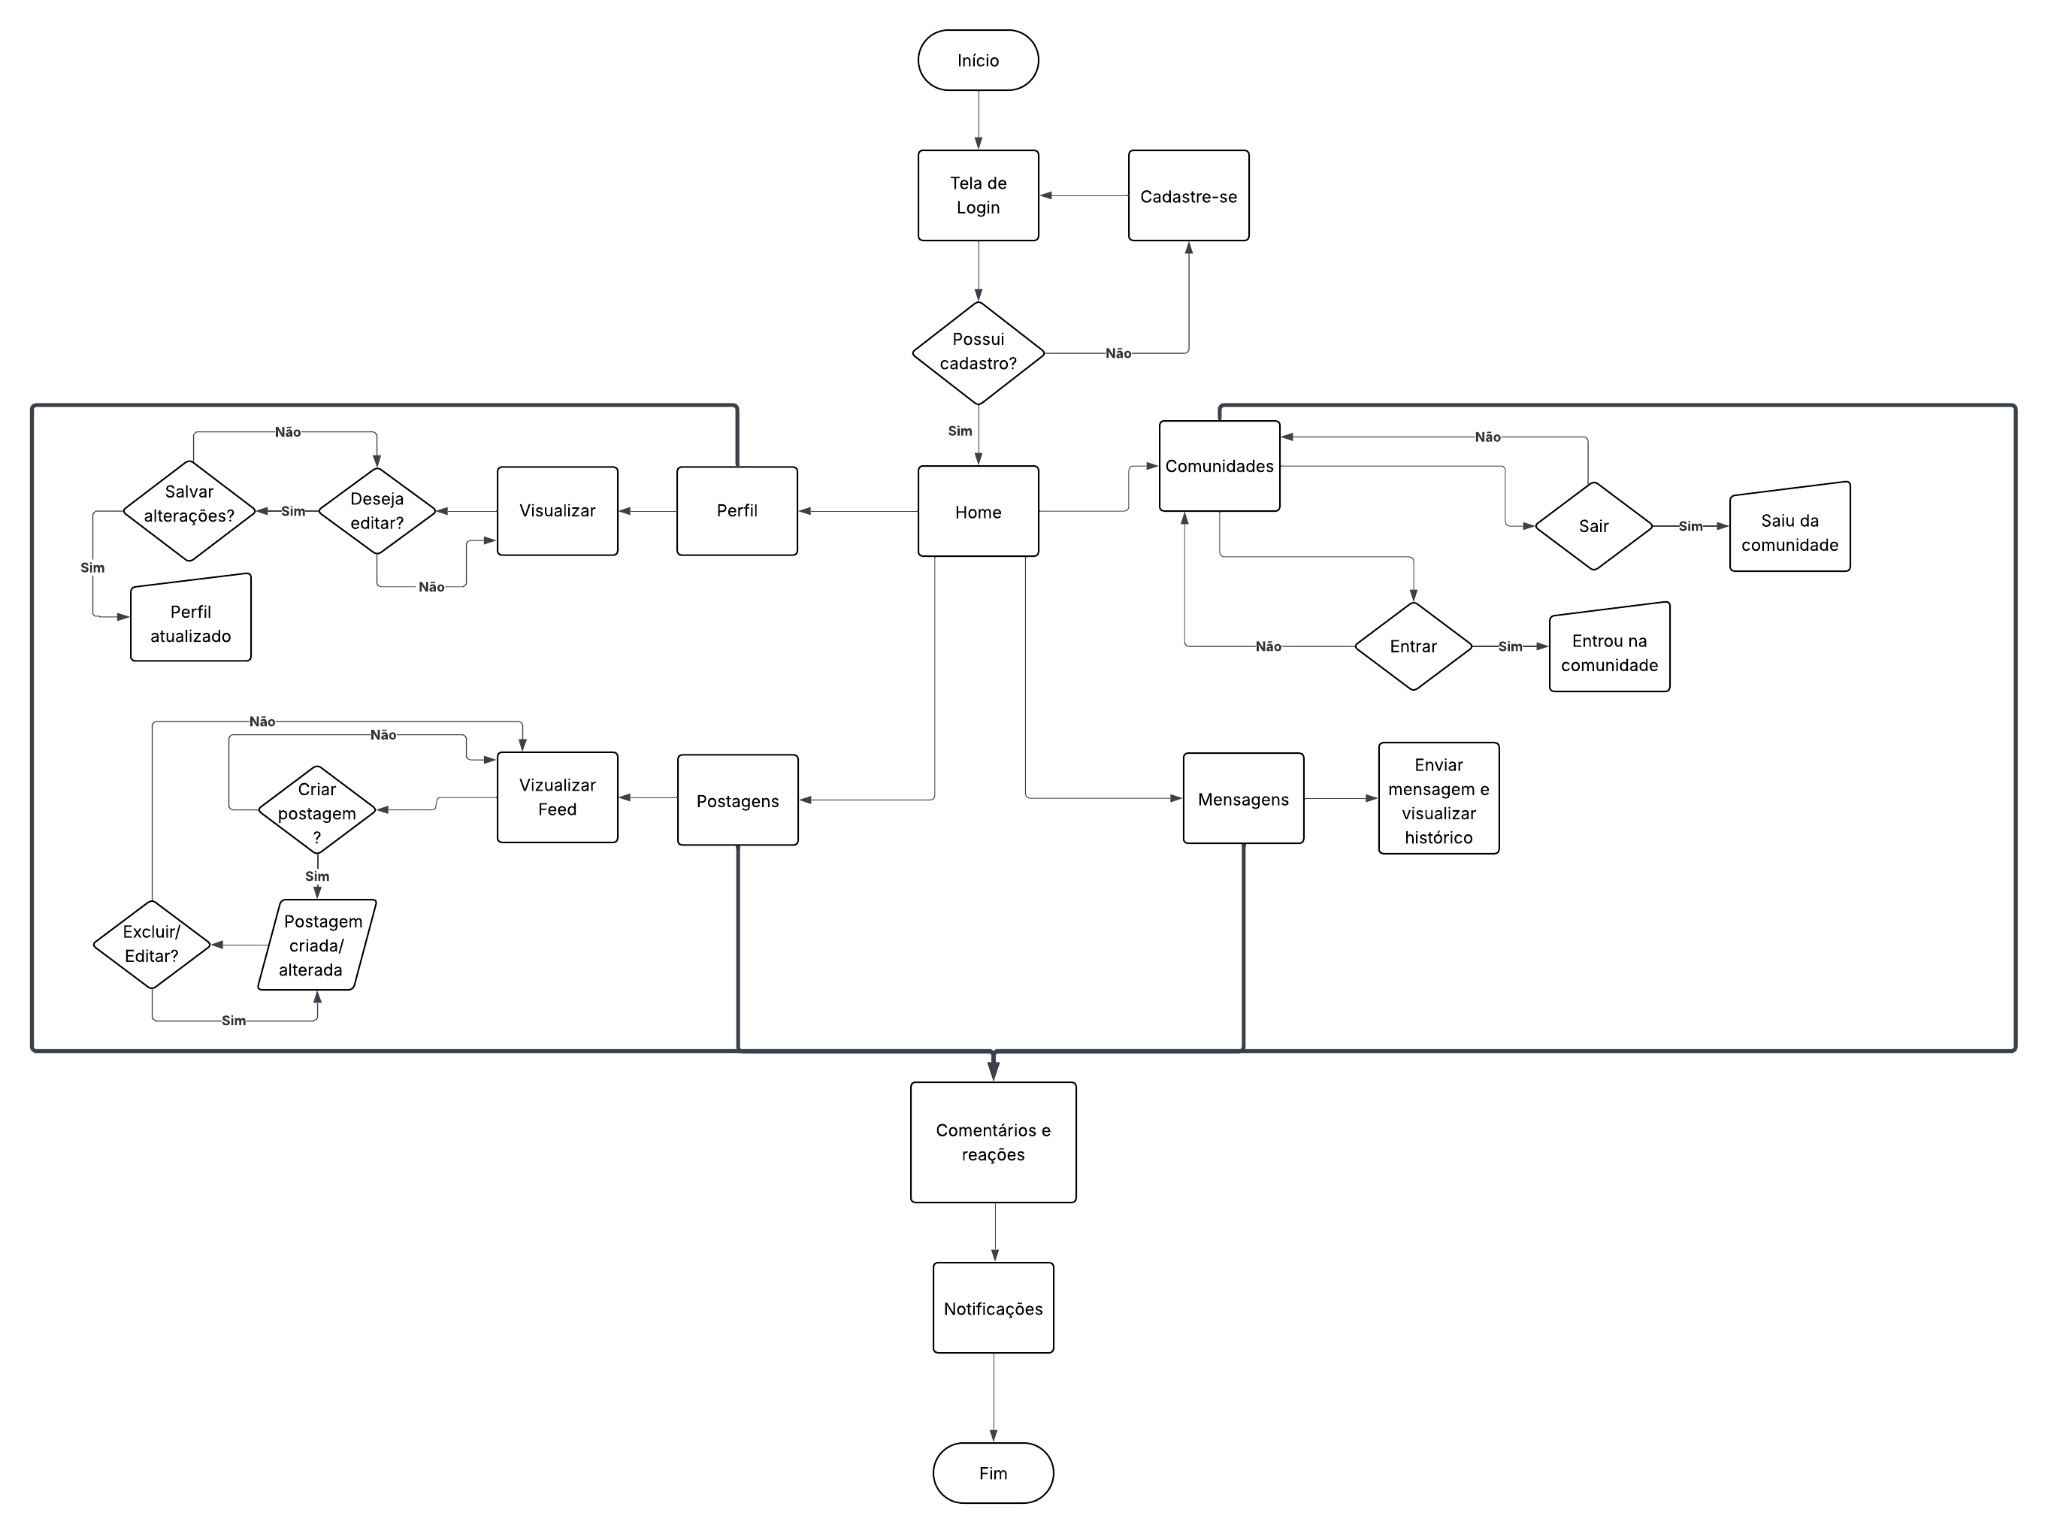 Início
Tela de
Login
Cadastre-se
Possui
cadastro?
Não
Sim
Não
Salvar
alterações?
Sim
Deseja
editar?
Visualizar
Perfil
Home
Comunidades
Não
Sair
Sim
Saiu da
comunidade
Sim
Não
Perfil
atualizado
Não
Entrar
Sim
Entrou na
comunidade
Não
Não
Criar
postagem
?
Vizualizar
Feed
Postagens
Mensagens
Enviar
mensagem e
visualizar
histórico
Sim
Excluir/
Editar?
Postagem
criada/
alterada
Sim
Comentários e
reações
Notificações
Fim